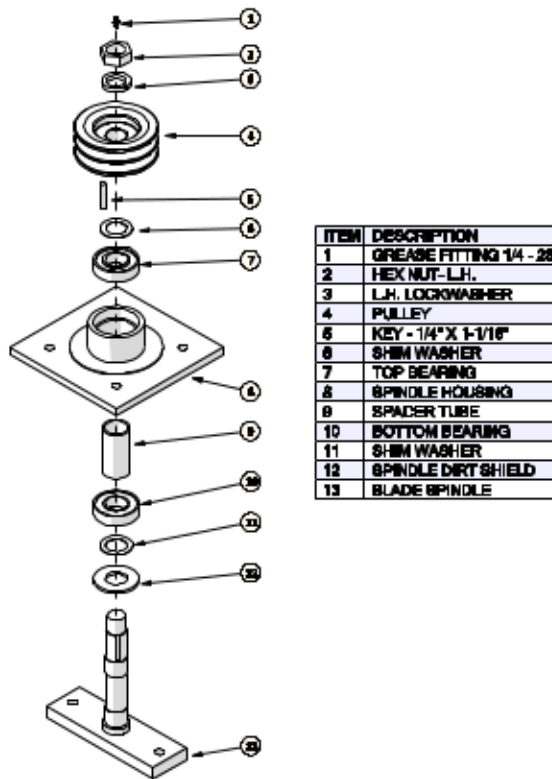 1
2
3
4
5
6
7
8
9
10
11
12
13
ITEM DESCRIPTION
1 GREASE FITTING 1/4 - 28
2 HEX NUT- L.H.
3 L.H. LOCKWASHER
4 PULLEY
5 KEY - 1/4" X 1-1/16"
6 SHIM WASHER
7 TOP BEARING
8 SPINDLE HOUSING
9 SPACER TUBE
10 BOTTOM BEARING
11 SHIM WASHER
12 SPINDLE DIRT SHIELD
13 BLADE SPINDLE